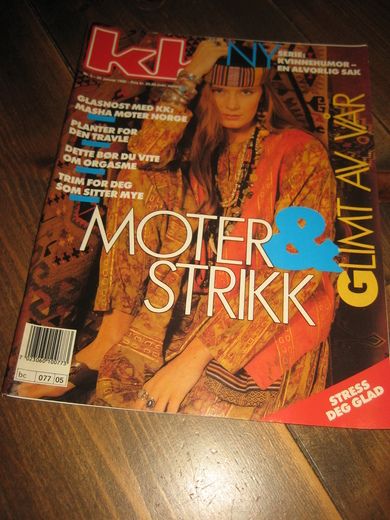 kk
NY
SERIE:
KVINNEHUMOR –
EN ALVORLIG SAK
GLASNOST MED KK:
MASHA MØTER NORGE
PLANTER FOR
DEN TRAVLE
DETTE BØR DU VITE
OM ORGASME
TRIM FOR DEG
SOM SITTER MYE
GLIMT AV VÅR
MOTER &
STRIKK
STRESS
DEG GLAD
bc 077 05